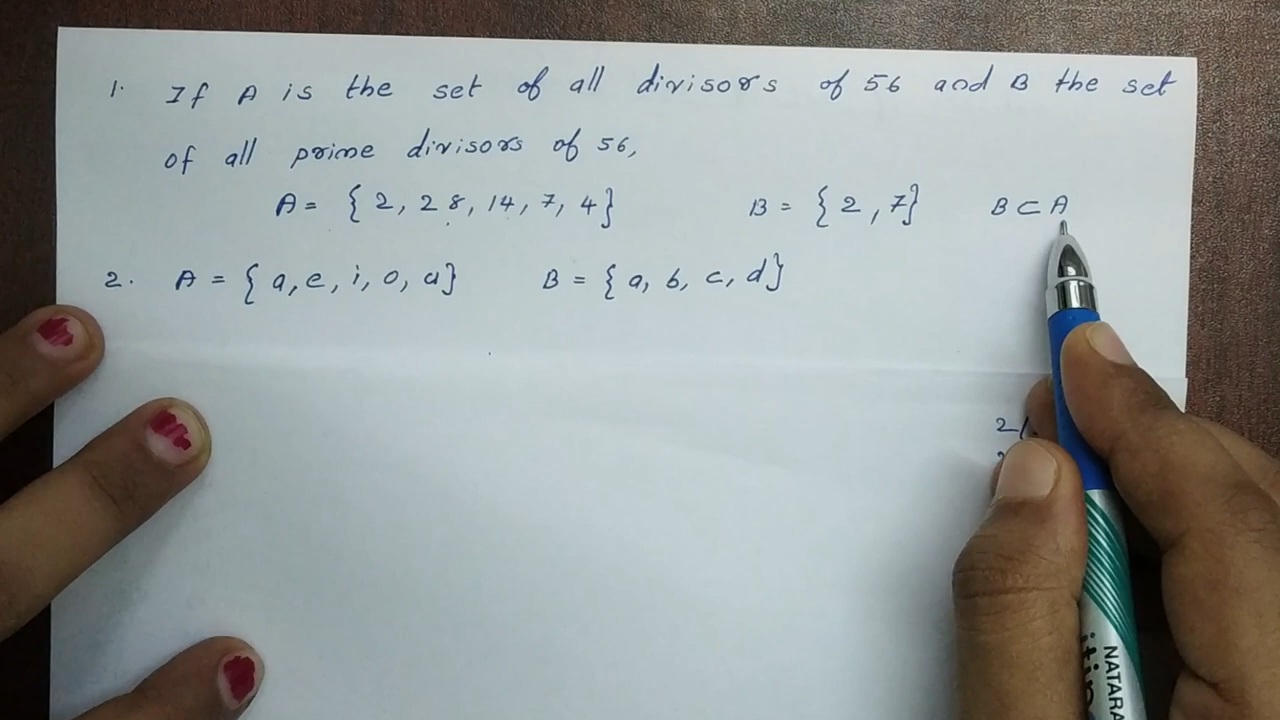 1. If A is the set of all divisors of 56 and B the set
of all prime divisors of 56,
A = { 2, 28, 14, 7, 4} B = {2, 7} B ⊂ A
2. A = { a, e, i, o, u} B = { a, b, c, d}
2/
NATARA